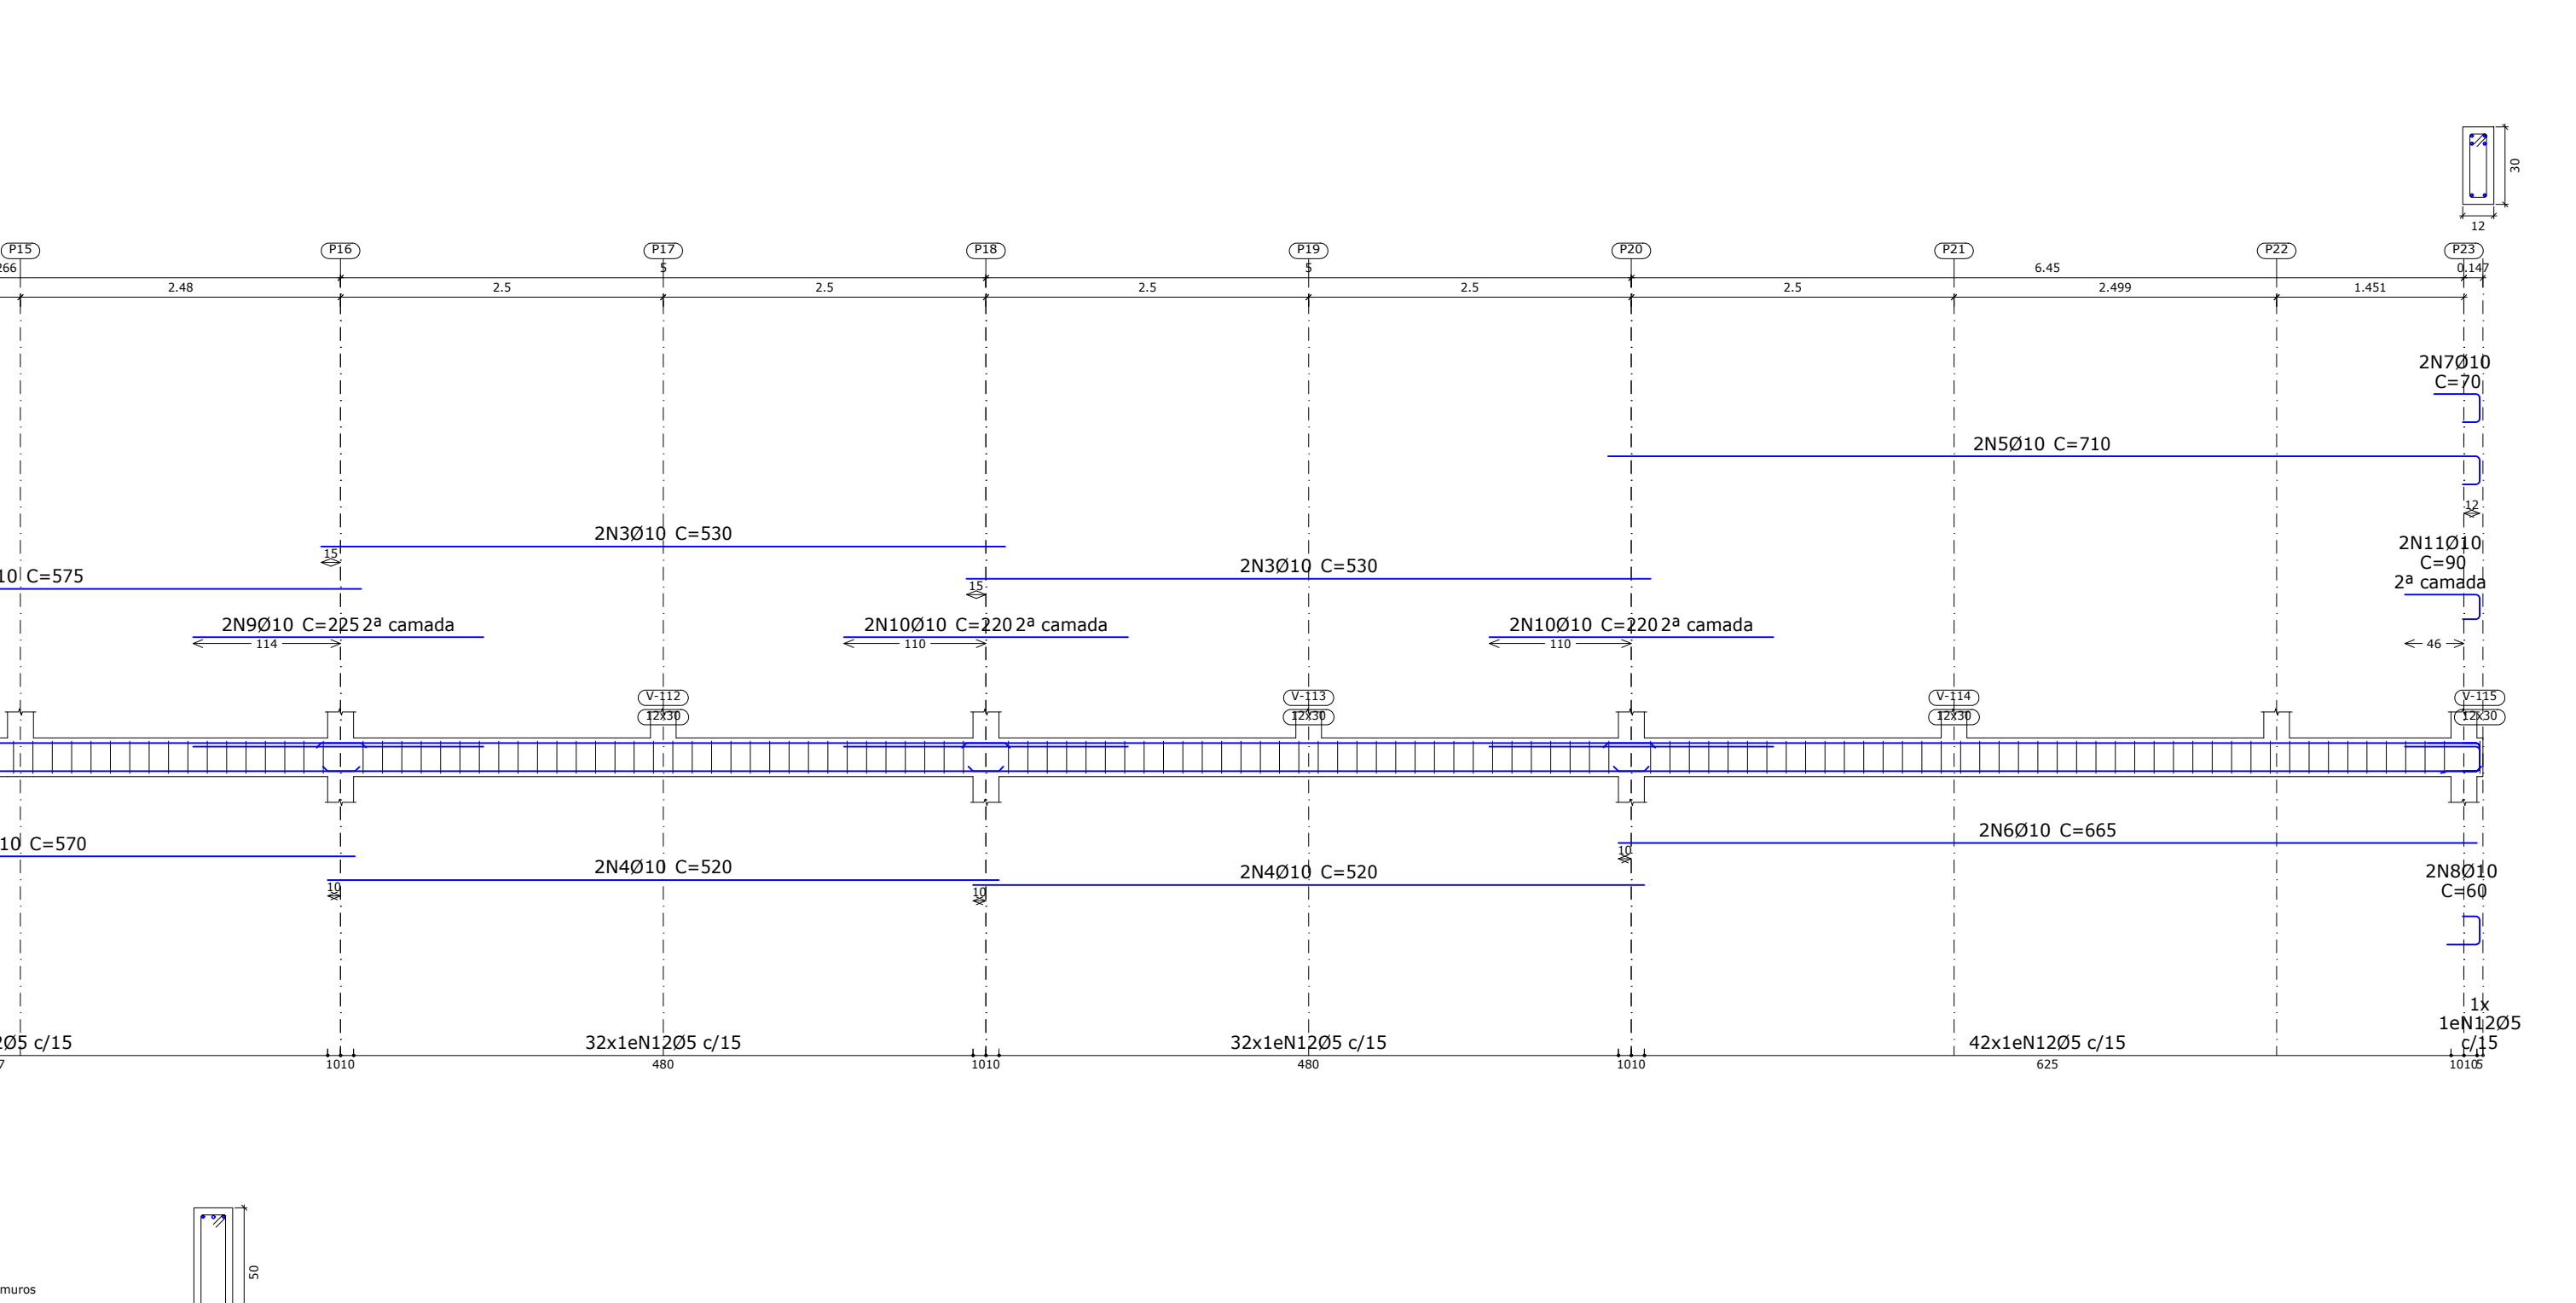 30
12
P15 P16 P17 P18 P19 P20 P21 P22 P23
266 5 5 6.45 0.147
2.48 2.5 2.5 2.5 2.5 2.5 2.499 1.451
2N7Ø10
C=70
2N5Ø10 C=710
12
2N3Ø10 C=530
15
2N11Ø10
C=90
2ª camada
10 C=575
2N3Ø10 C=530
15
2N9Ø10 C=225 2ª camada
114
2N10Ø10 C=220 2ª camada
110
2N10Ø10 C=220 2ª camada
110
46
V-112 V-113 V-114 V-115
12x30 12x30 12x30 12x30
10 C=570
2N6Ø10 C=665
10
2N4Ø10 C=520
10
2N4Ø10 C=520
10
2N8Ø10
C=60
1x
1eN12Ø5
c/15
2Ø5 c/15 32x1eN12Ø5 c/15 32x1eN12Ø5 c/15 42x1eN12Ø5 c/15
7 1010 480 1010 480 1010 625 10105
50
muros